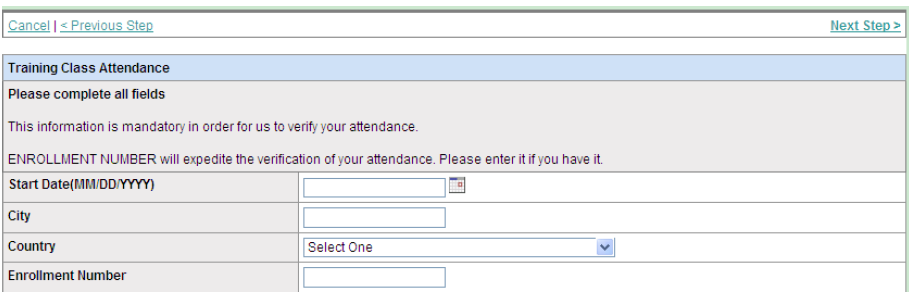 Cancel | < Previous Step Next Step >
Training Class Attendance
Please complete all fields
This information is mandatory in order for us to verify your attendance.
ENROLLMENT NUMBER will expedite the verification of your attendance. Please enter it if you have it.
Start Date(MM/DD/YYYY)
City
Country Select One
Enrollment Number